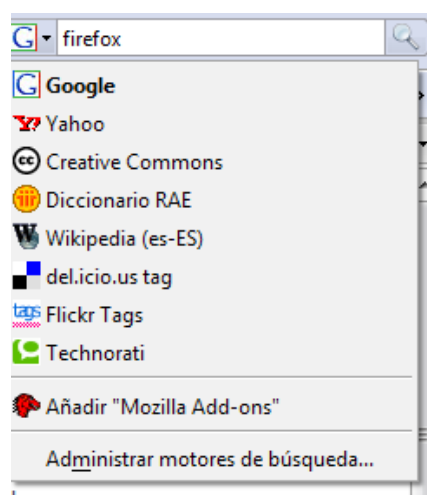 firefox
Google
Yahoo
Creative Commons
Diccionario RAE
Wikipedia (es-ES)
del.icio.us tag
Flickr Tags
Technorati
Añadir "Mozilla Add-ons"
Administrar motores de búsqueda...